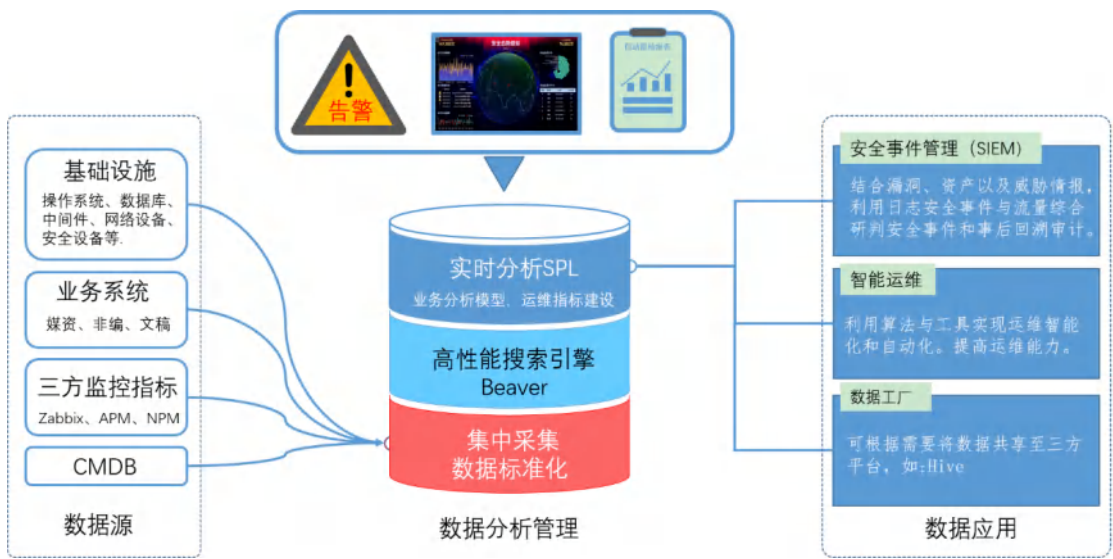 告警
安全态势感知
基础设施
操作系统、数据库、
中间件、网络设备、
安全设备等.
业务系统
媒资、非编、文稿
三方监控指标
Zabbix、APM、NPM
CMDB
数据源
实时分析SPL
业务分析模型、运维指标建设
高性能搜索引擎
Beaver
集中采集
数据标准化
数据分析管理
安全事件管理（SIEM）
结合漏洞、资产以及威胁情报，
利用日志安全事件与流量综合
研判安全事件和事后回溯审计。
智能运维
利用算法与工具实现运维智能
化和自动化。提高运维能力。
数据工厂
可根据需要将数据共享至三方
平台，如:Hive
数据应用